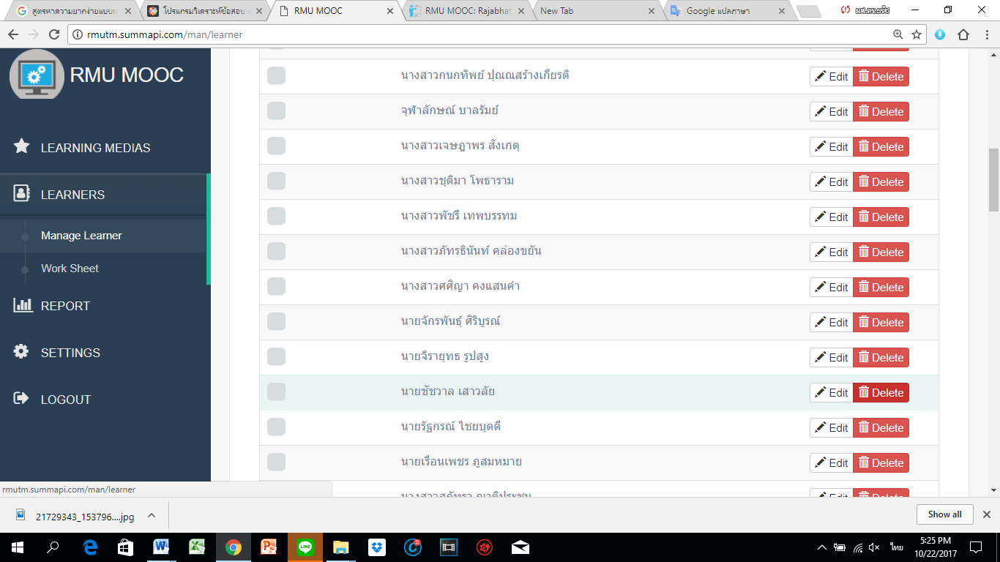 สูตรหาความยากง่ายแบบท
โปรแกรมวิเคราะห์ข้อสอบ
RMU MOOC
RMU MOOC: Rajabhat
New Tab
Google แปลภาษา
rmutm.summapi.com/man/learner
RMU MOOC
LEARNING MEDIAS
LEARNERS
Manage Learner
Work Sheet
REPORT
SETTINGS
LOGOUT
Delete
นางสาวกนกทิพย์ ปุณณสร้างเกียรติ Edit Delete
จุฬาลักษณ์ บาลรัมย์ Edit Delete
นางสาวเจษฎาพร สังเกตุ Edit Delete
นางสาวชุติมา โพธาราม Edit Delete
นางสาวพัชรี เทพบรรทม Edit Delete
นางสาวภัทรธินันท์ คล่องขยัน Edit Delete
นางสาวศศิญา คงแสนคำ Edit Delete
นายจักรพันธุ์ ศิริบูรณ์ Edit Delete
นายจิรายุทธ รูปสูง Edit Delete
นายชัชวาล เสาวลัย Edit Delete
นายรัฐกรณ์ ไชยบุดดี Edit Delete
นายเรือนเพชร ภูสมหมาย Edit Delete
Edit Delete
rmutm.summapi.com/man/learner
21729343_153796....jpg
Show all
ไทย
5:25 PM
10/22/2017